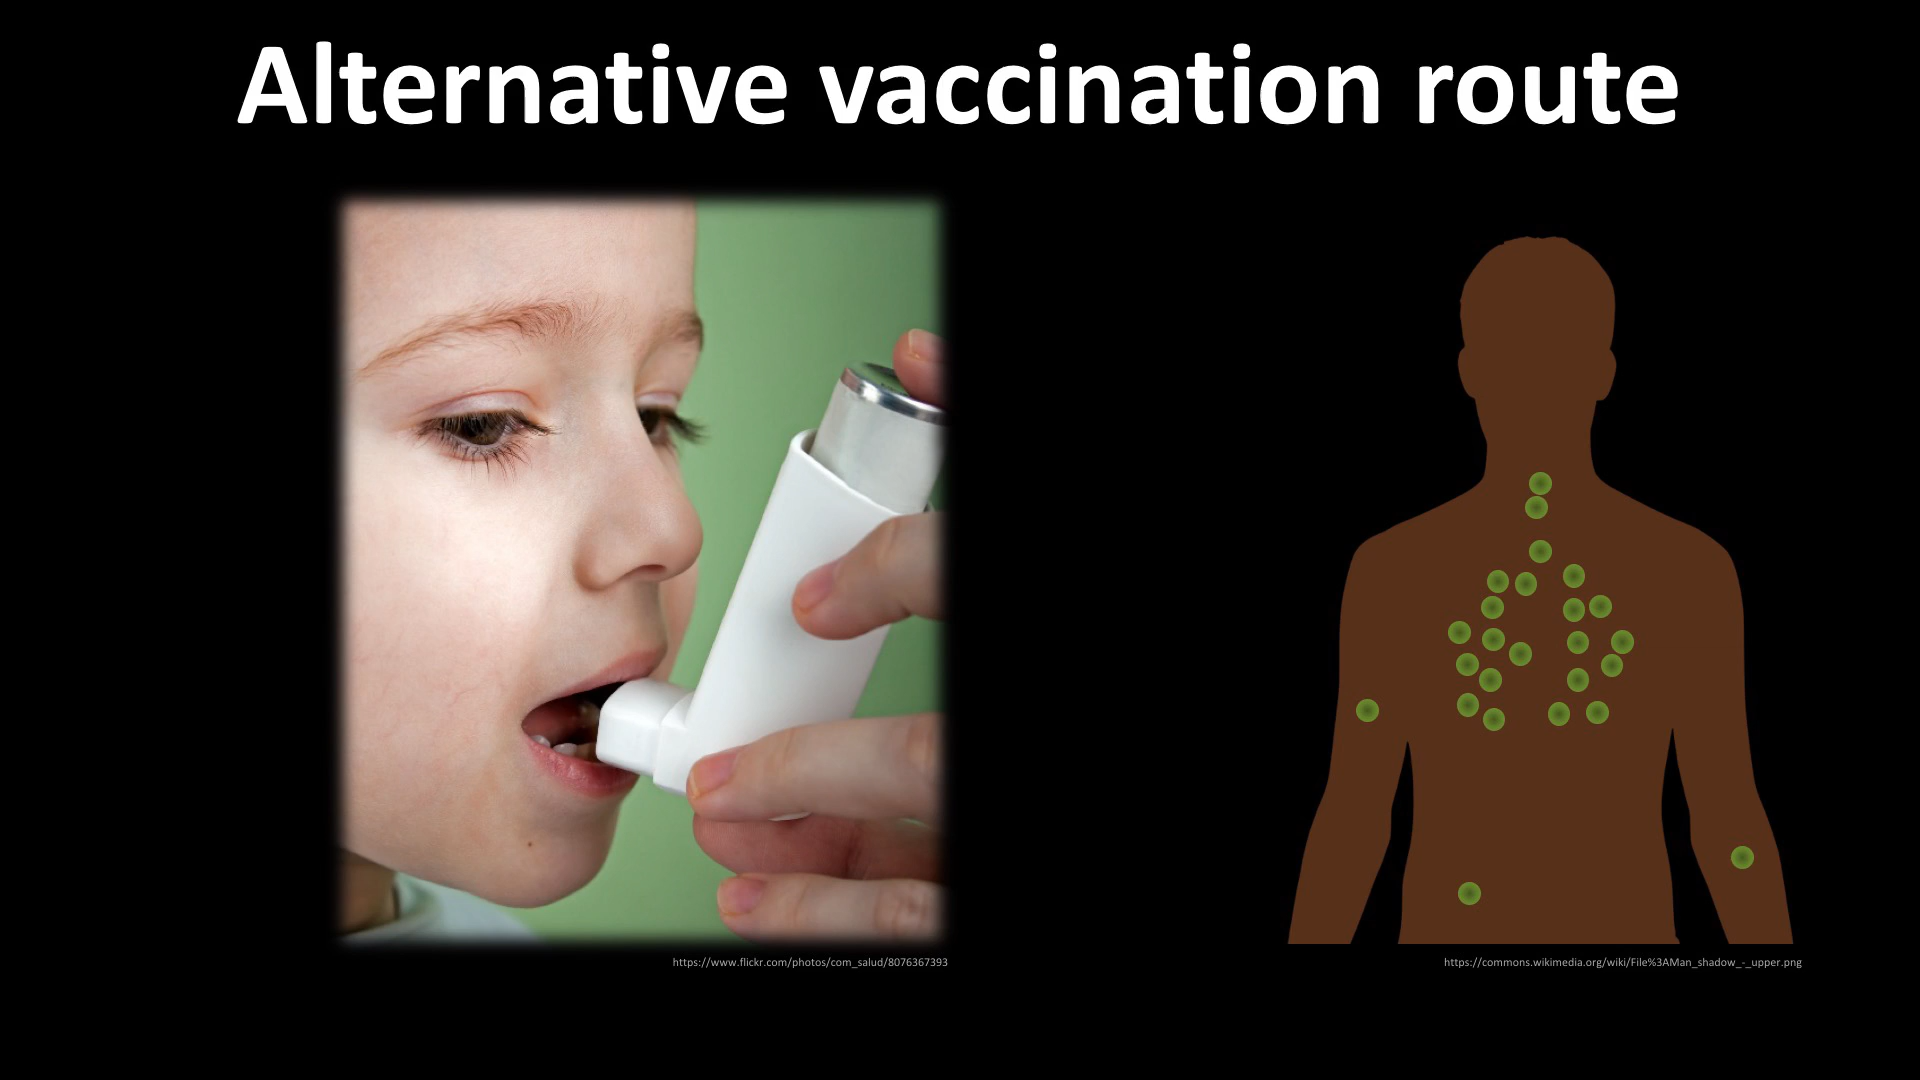 Alternative vaccination route
https://www.flickr.com/photos/com_salud/8076367393
https://commons.wikimedia.org/wiki/File%3AMan_shadow_-_upper.png